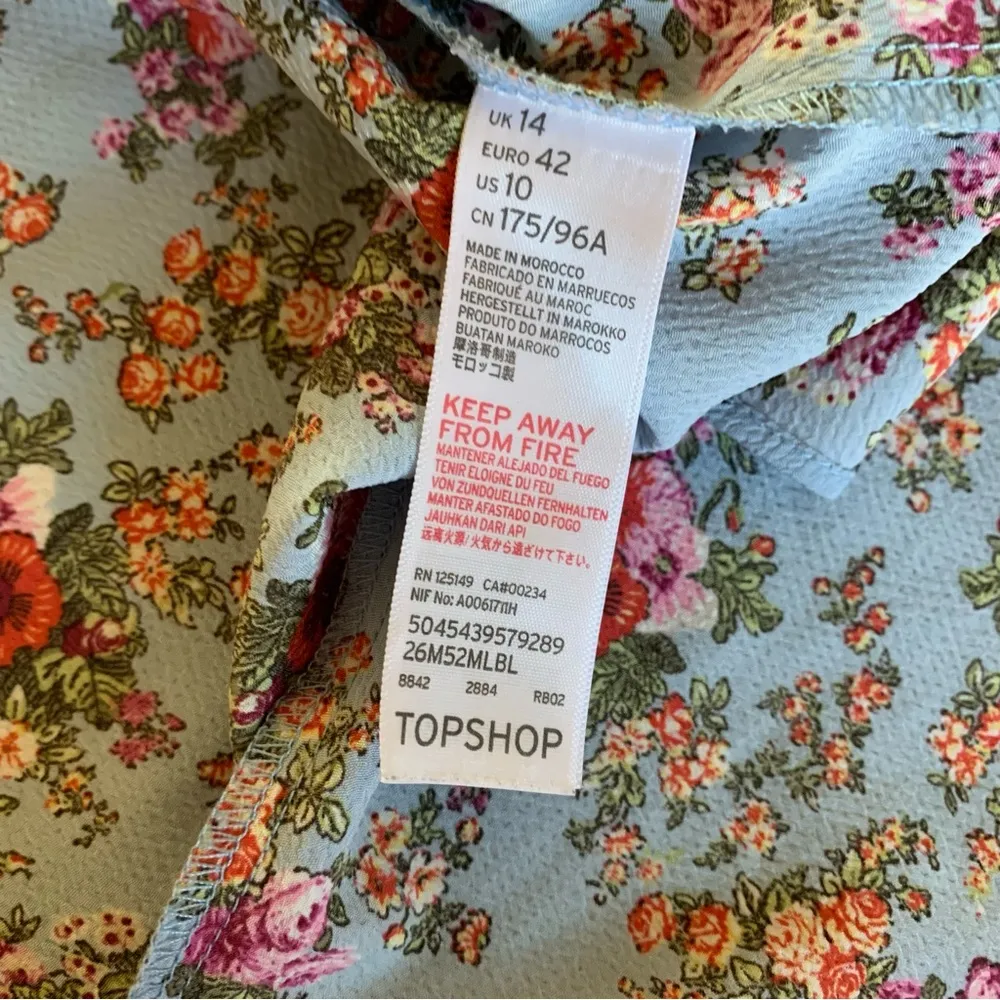 UK 14
EURO 42
US 10
CN 175/96A
MADE IN MOROCCO
FABRICADO EN MARRUECOS
FABRIQUÉ AU MAROC
HERGESTELLT IN MAROKKO
PRODUTO DO MARROCOS
BUATAN MAROKO
摩洛哥制造
モロッコ製
KEEP AWAY
FROM FIRE
MANTENER ALEJADO DEL FUEGO
TENIR ELOIGNE DU FEU
VON ZUNDQUELLEN FERNHALTEN
MANTER AFASTADO DO FOGO
JAUHKAN DARI API
远离火源/火気から遠ざけて下さい。
RN 125149 CA#00234
NIF No: A0061711H
5045439579289
26M52MLBL
8842 2884 RB02
TOPSHOP